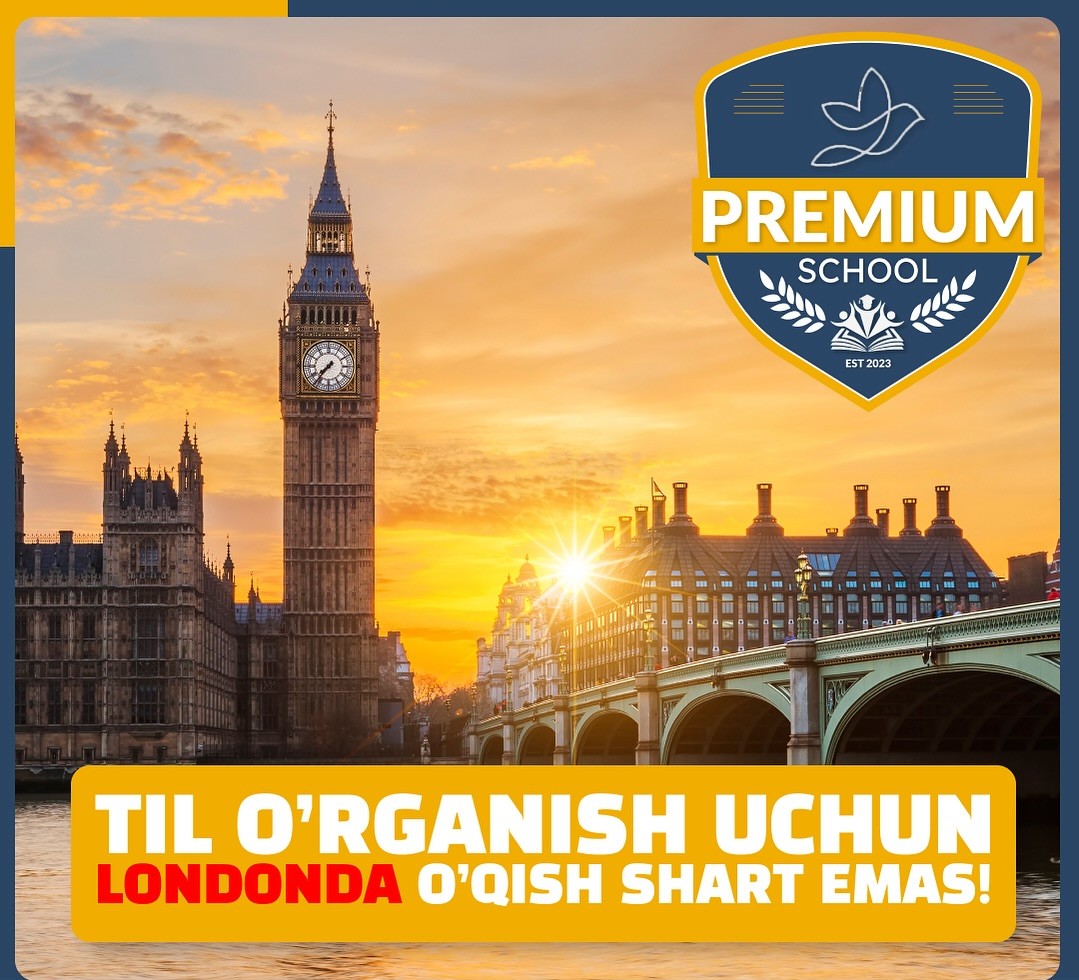 PREMIUM
SCHOOL
EST 2023
TIL O’RGANISH UCHUN
LONDONDA O’QISH SHART EMAS!